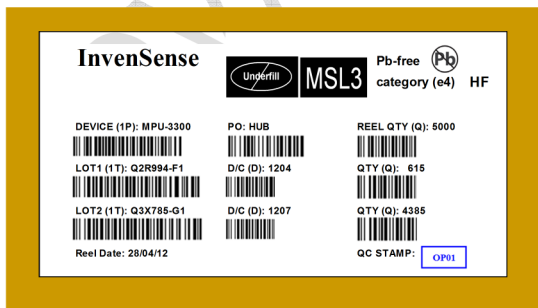 InvenSense
Underfill
MSL3
Pb-free
Pb
category (e4) HF
DEVICE (1P): MPU-3300 PO: HUB REEL QTY (Q): 5000
LOT1 (1T): Q2R994-F1 D/C (D): 1204 QTY (Q): 615
LOT2 (1T): Q3X785-G1 D/C (D): 1207 QTY (Q): 4385
Reel Date: 28/04/12 QC STAMP: OP01